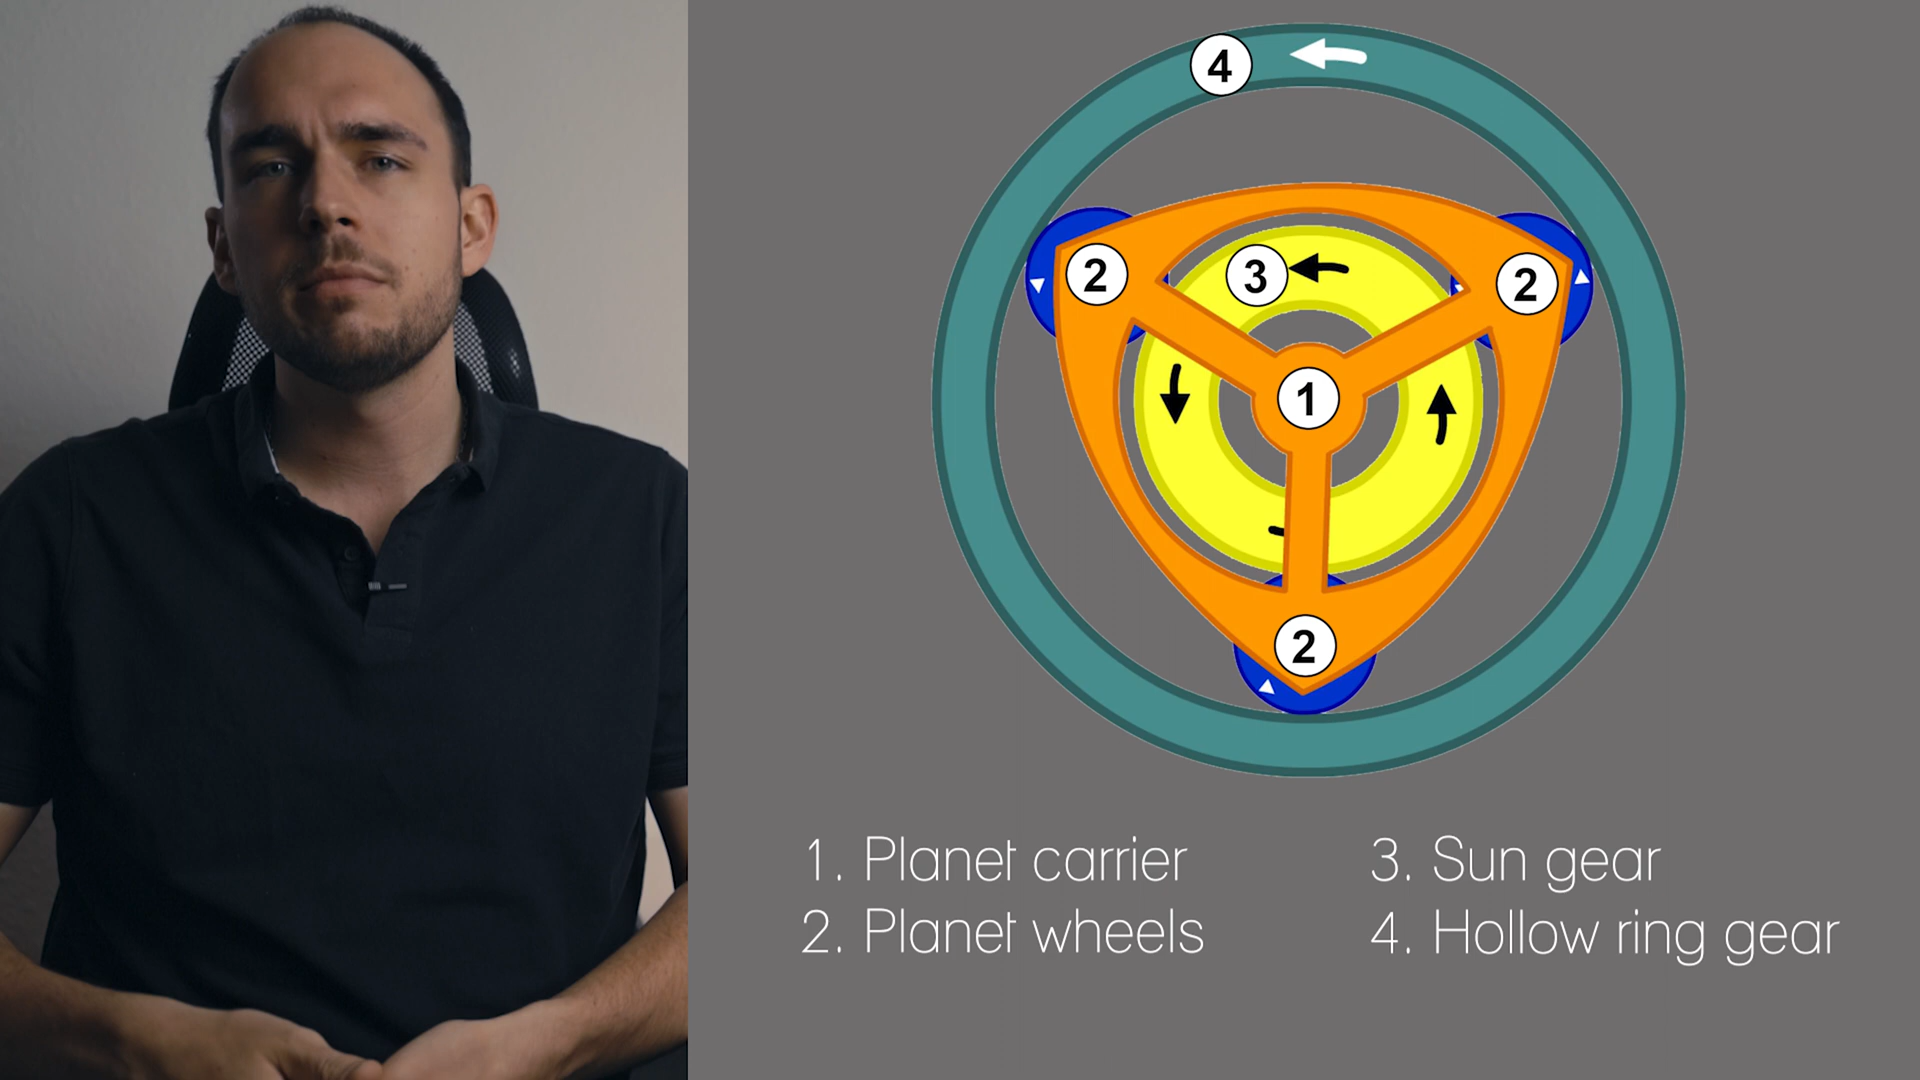 4
2
3
2
1
2
1. Planet carrier
2. Planet wheels
3. Sun gear
4. Hollow ring gear